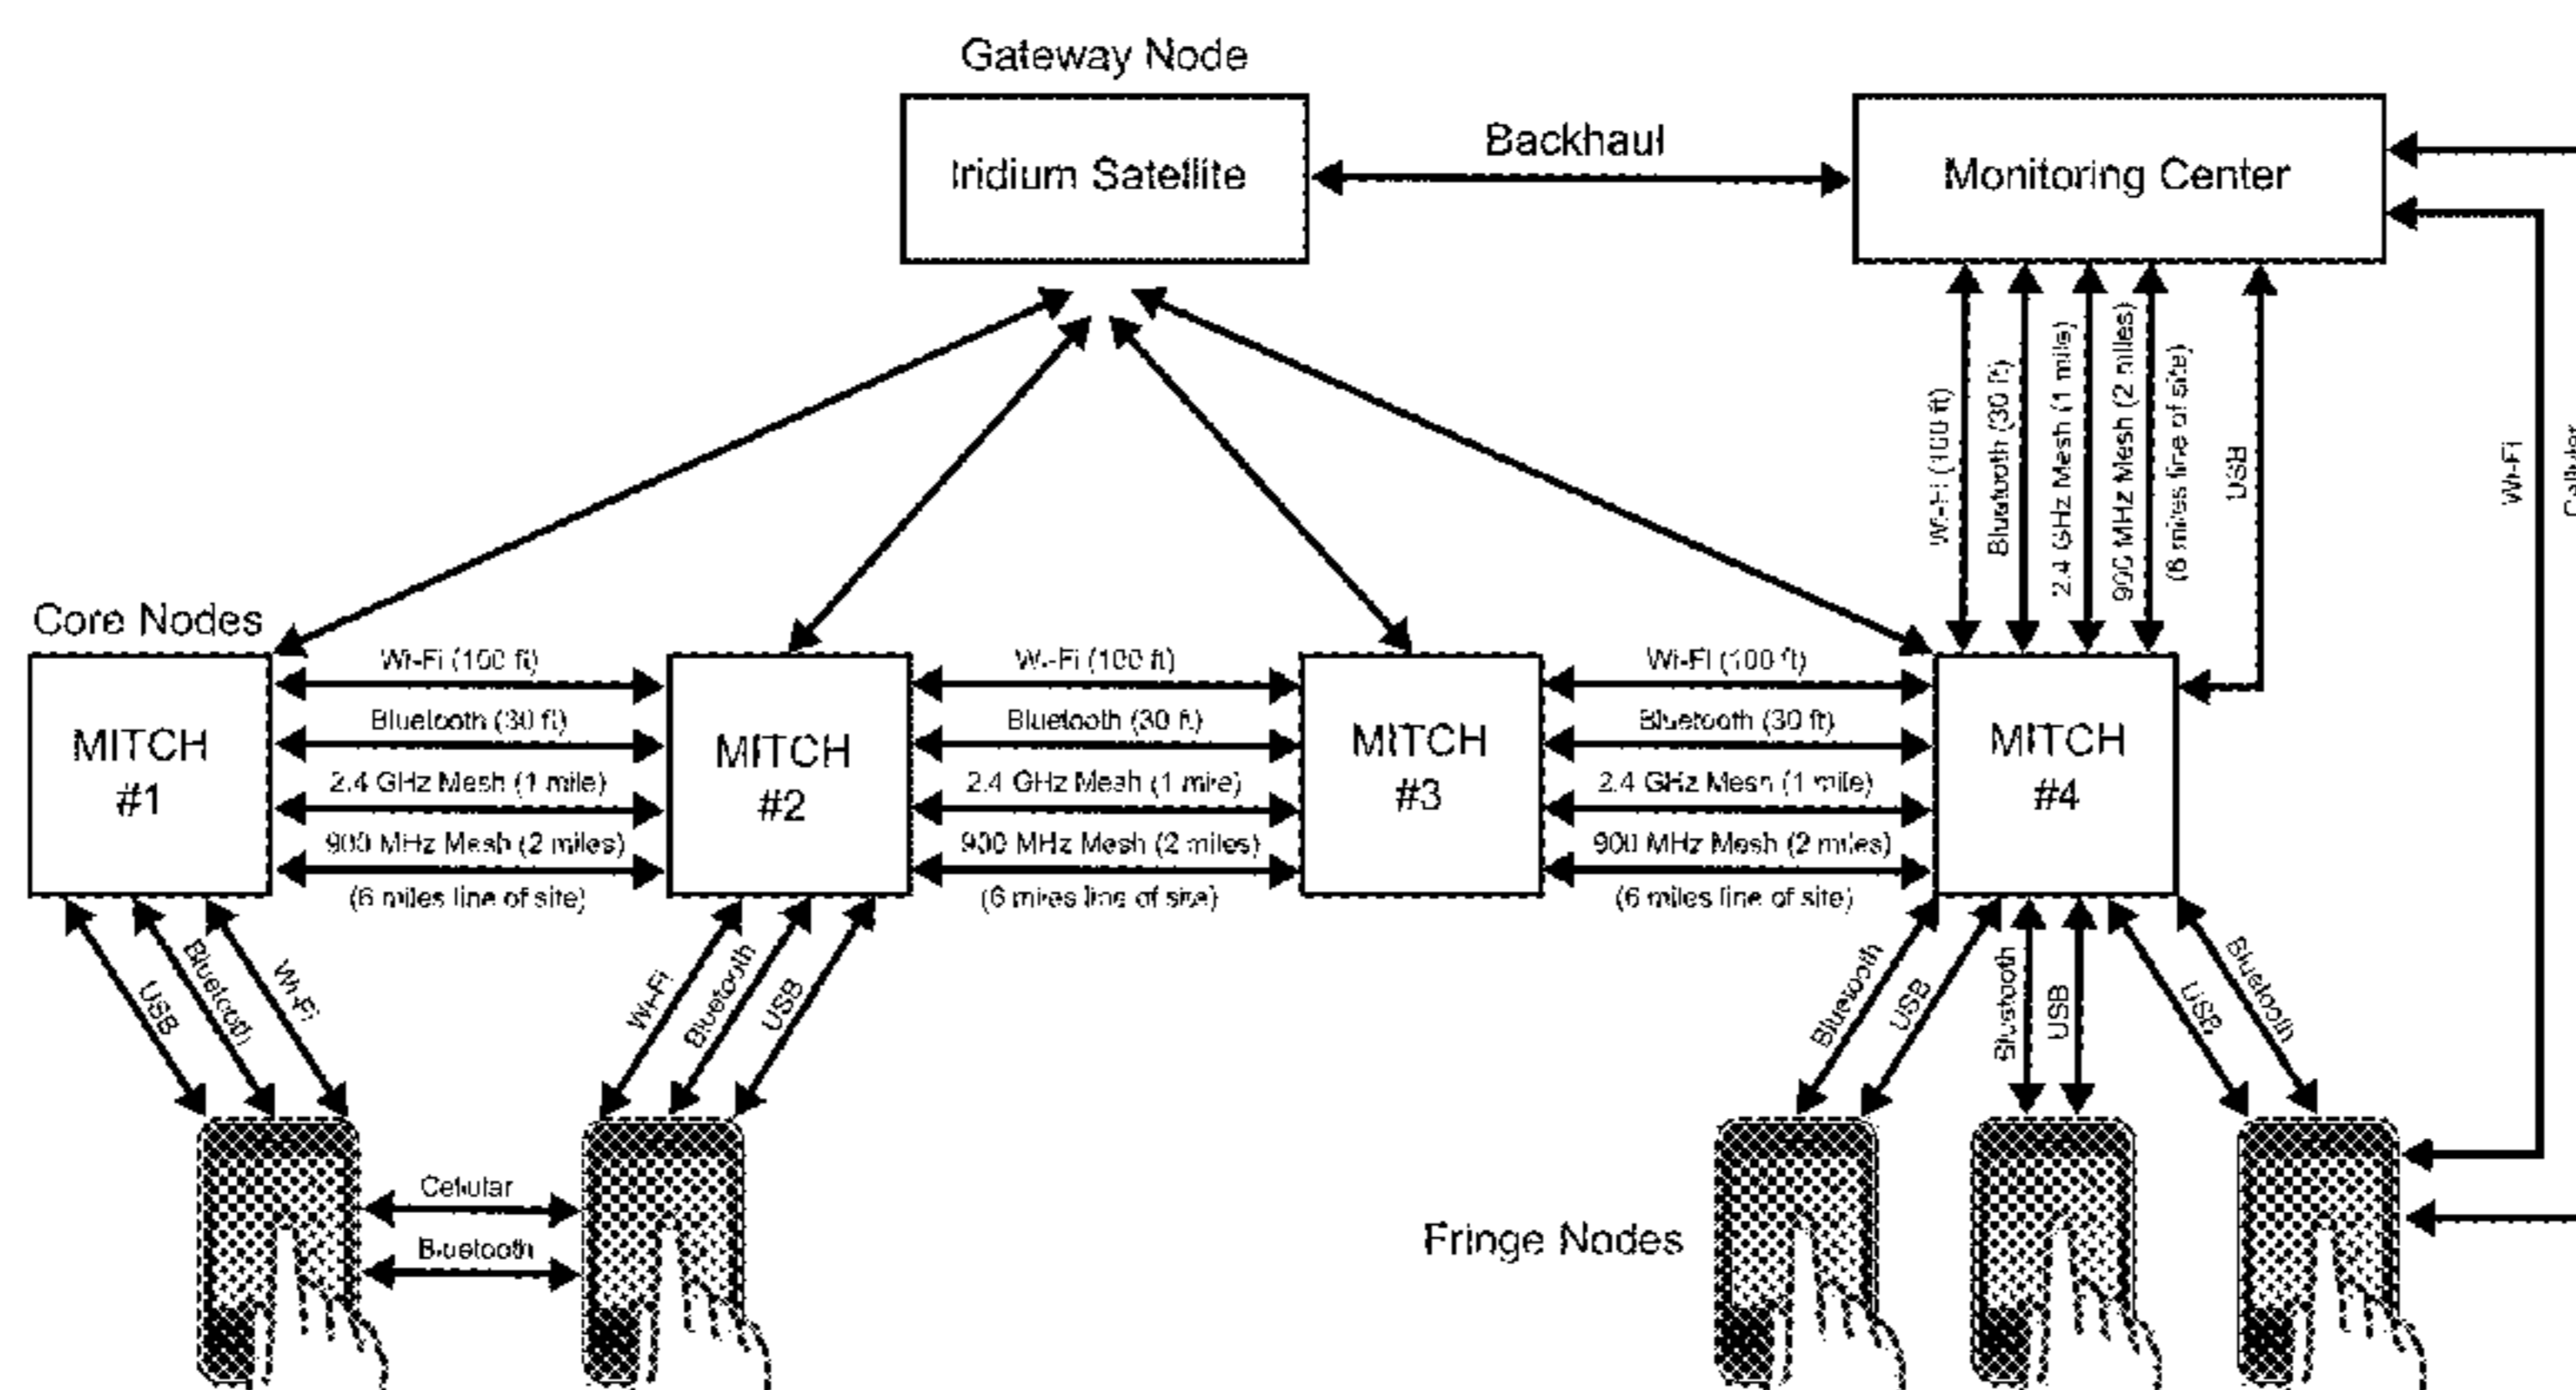 Gateway Node
Iridium Satellite
Backhaul
Monitoring Center
Wi-Fi (100 ft)
Bluetooth (30 ft)
2.4 GHz Mesh (1 mile)
900 MHz Mesh (2 miles)
(6 miles line of site)
USB
Wi-Fi
Cellular
Core Nodes
MITCH
#1
Wi-Fi (100 ft)
Bluetooth (30 ft)
2.4 GHz Mesh (1 mile)
900 MHz Mesh (2 miles)
(6 miles line of site)
MITCH
#2
Wi-Fi (100 ft)
Bluetooth (30 ft)
2.4 GHz Mesh (1 mile)
900 MHz Mesh (2 miles)
(6 miles line of site)
MITCH
#3
Wi-Fi (100 ft)
Bluetooth (30 ft)
2.4 GHz Mesh (1 mile)
900 MHz Mesh (2 miles)
(6 miles line of site)
MITCH
#4
USB
Bluetooth
Wi-Fi
Wi-Fi
Bluetooth
USB
Bluetooth
USB
Bluetooth
USB
USB
Bluetooth
Cellular
Bluetooth
Fringe Nodes